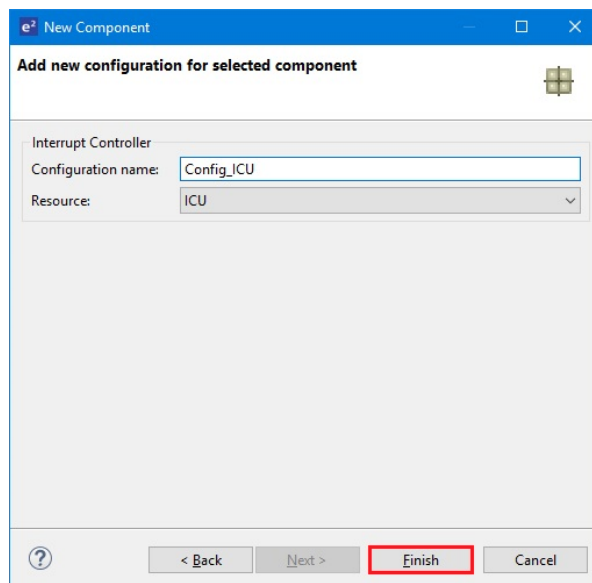 e² New Component
Add new configuration for selected component
Interrupt Controller
Configuration name: Config_ICU
Resource: ICU
? < Back Next > Finish Cancel